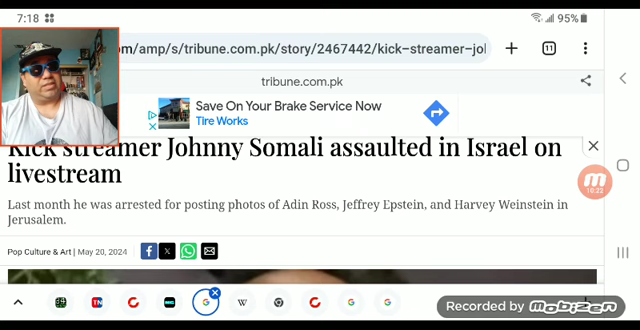 7:18
95%
om/amp/s/tribune.com.pk/story/2467442/kick-streamer-jol
11
tribune.com.pk
Save On Your Brake Service Now
Tire Works
Kick streamer Johnny Somali assaulted in Israel on
livestream
10:22
Last month he was arrested for posting photos of Adin Ross, Jeffrey Epstein, and Harvey Weinstein in
Jerusalem.
Pop Culture & Art | May 20, 2024
Recorded by Mobizen